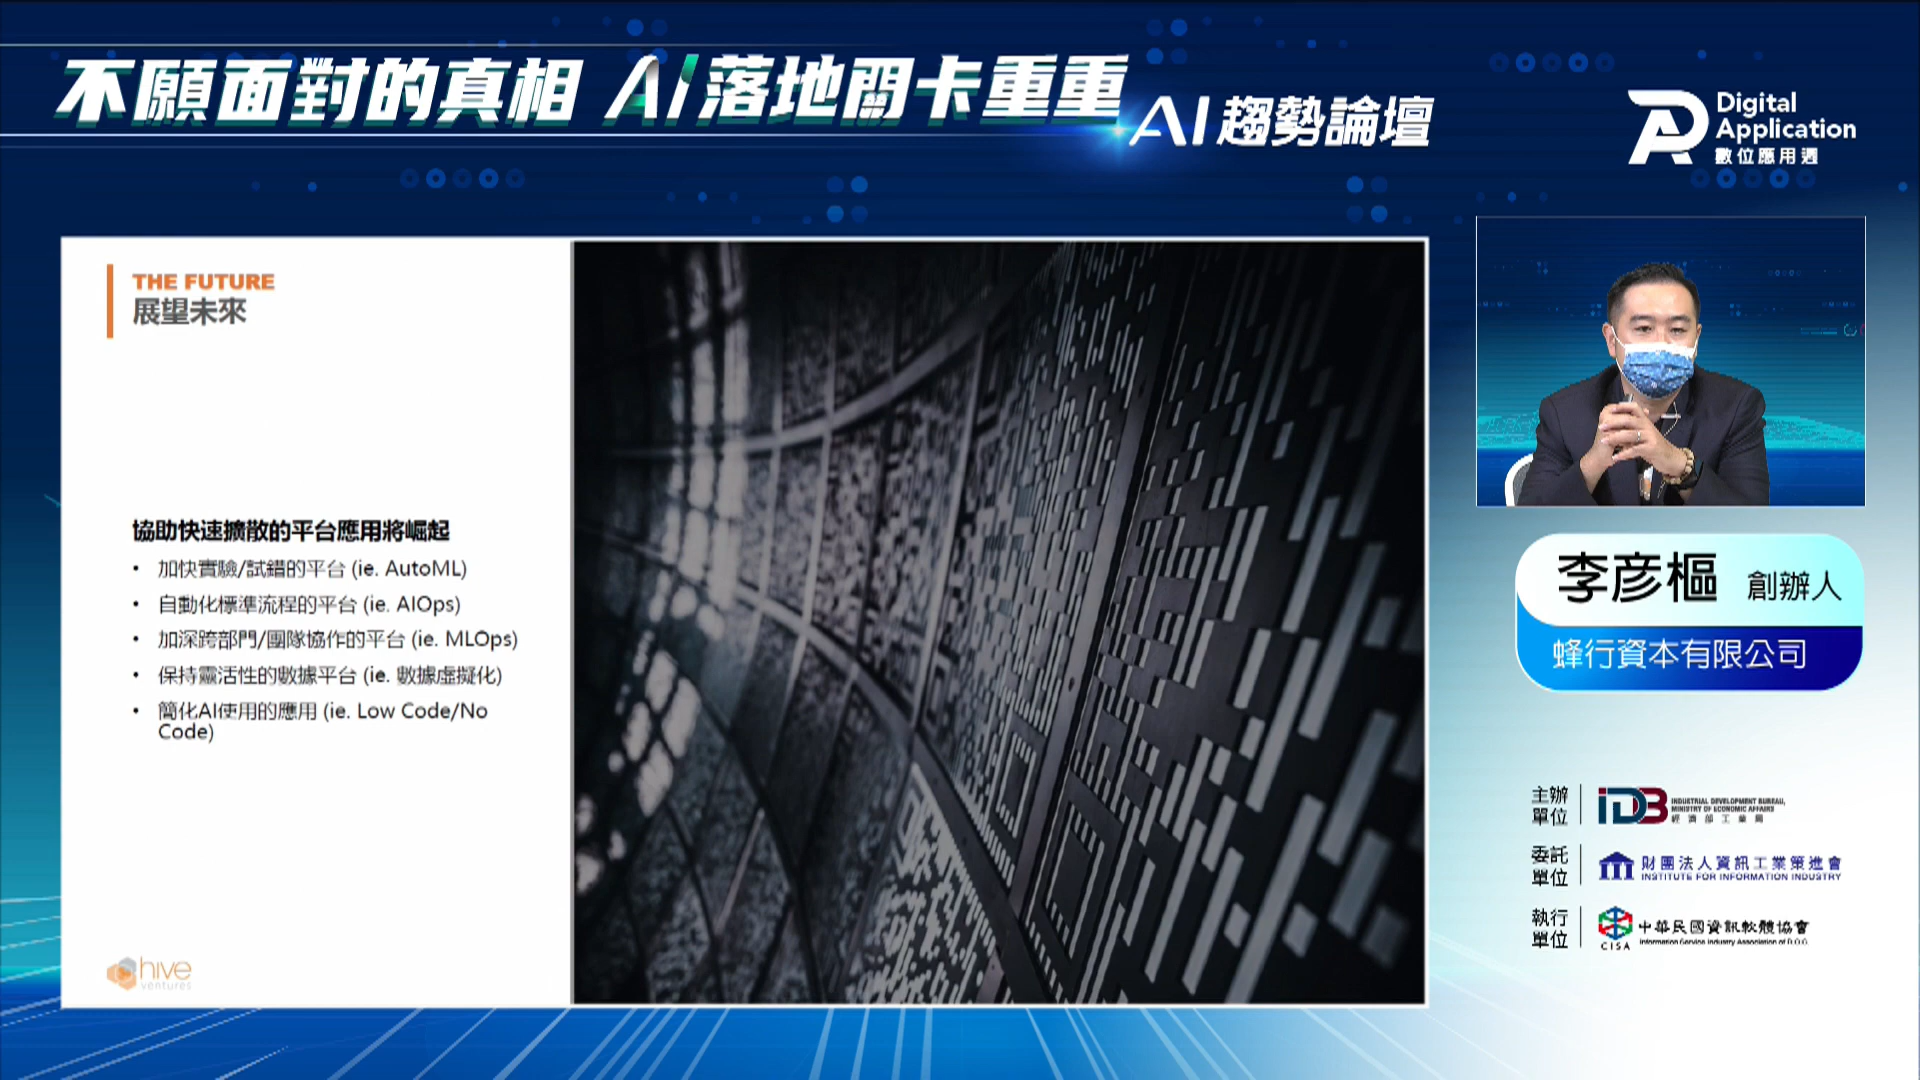 不願面對的真相 AI落地關卡重重
AI趨勢論壇
Digital
Application
數位應用週
THE FUTURE
展望未來
協助快速擴散的平台應用將崛起
• 加快實驗/試錯的平台 (ie. AutoML)
• 自動化標準流程的平台 (ie. AIOps)
• 加深跨部門/團隊協作的平台 (ie. MLOps)
• 保持靈活性的數據平台 (ie. 數據虛擬化)
• 簡化AI使用的應用 (ie. Low Code/No
Code)
hive
ventures
李彦樞 創辦人
蜂行資本有限公司
主辦
單位
IDB
INDUSTRIAL DEVELOPMENT BUREAU,
MINISTRY OF ECONOMIC AFFAIRS
經濟部工業局
委託
單位
財團法人資訊工業策進會
INSTITUTE FOR INFORMATION INDUSTRY
執行
單位
CISA
中華民國資訊軟體協會
Information Service Industry Association of R.O.C.